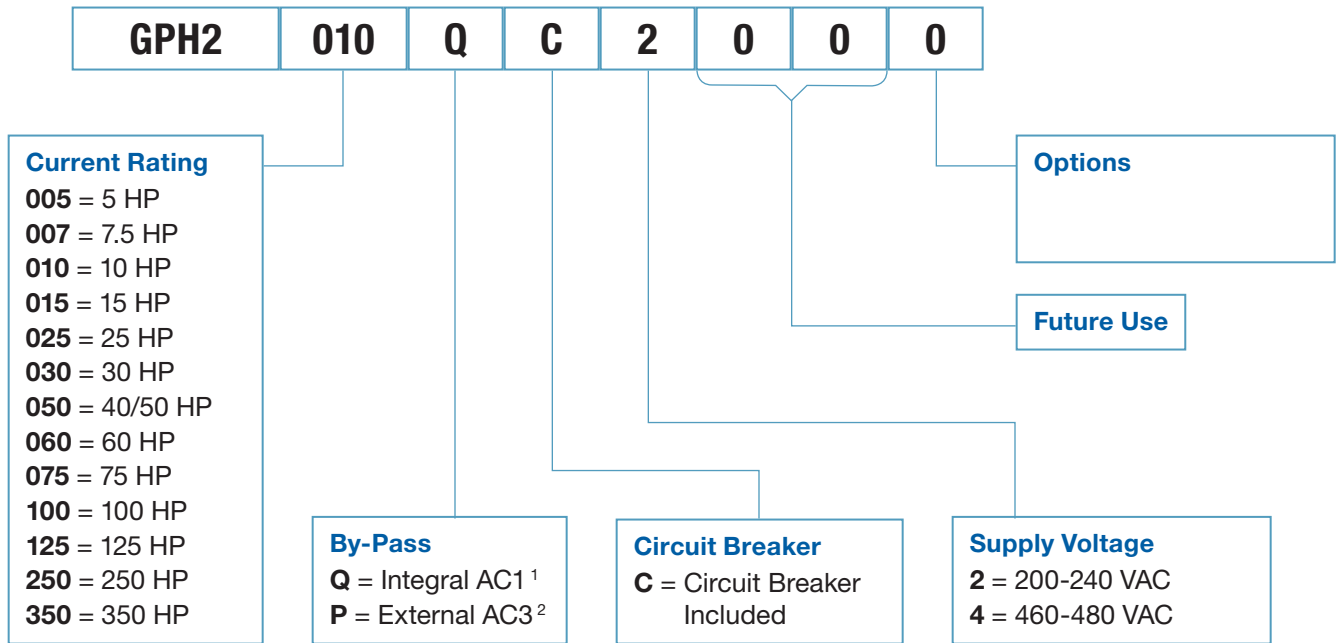 GPH2 010 Q C 2 0 0 0
Current Rating
005 = 5 HP
007 = 7.5 HP
010 = 10 HP
015 = 15 HP
025 = 25 HP
030 = 30 HP
050 = 40/50 HP
060 = 60 HP
075 = 75 HP
100 = 100 HP
125 = 125 HP
250 = 250 HP
350 = 350 HP
By-Pass
Q = Integral AC1 ¹
P = External AC3 ²
Circuit Breaker
C = Circuit Breaker
Included
Supply Voltage
2 = 200-240 VAC
4 = 460-480 VAC
Future Use
Options